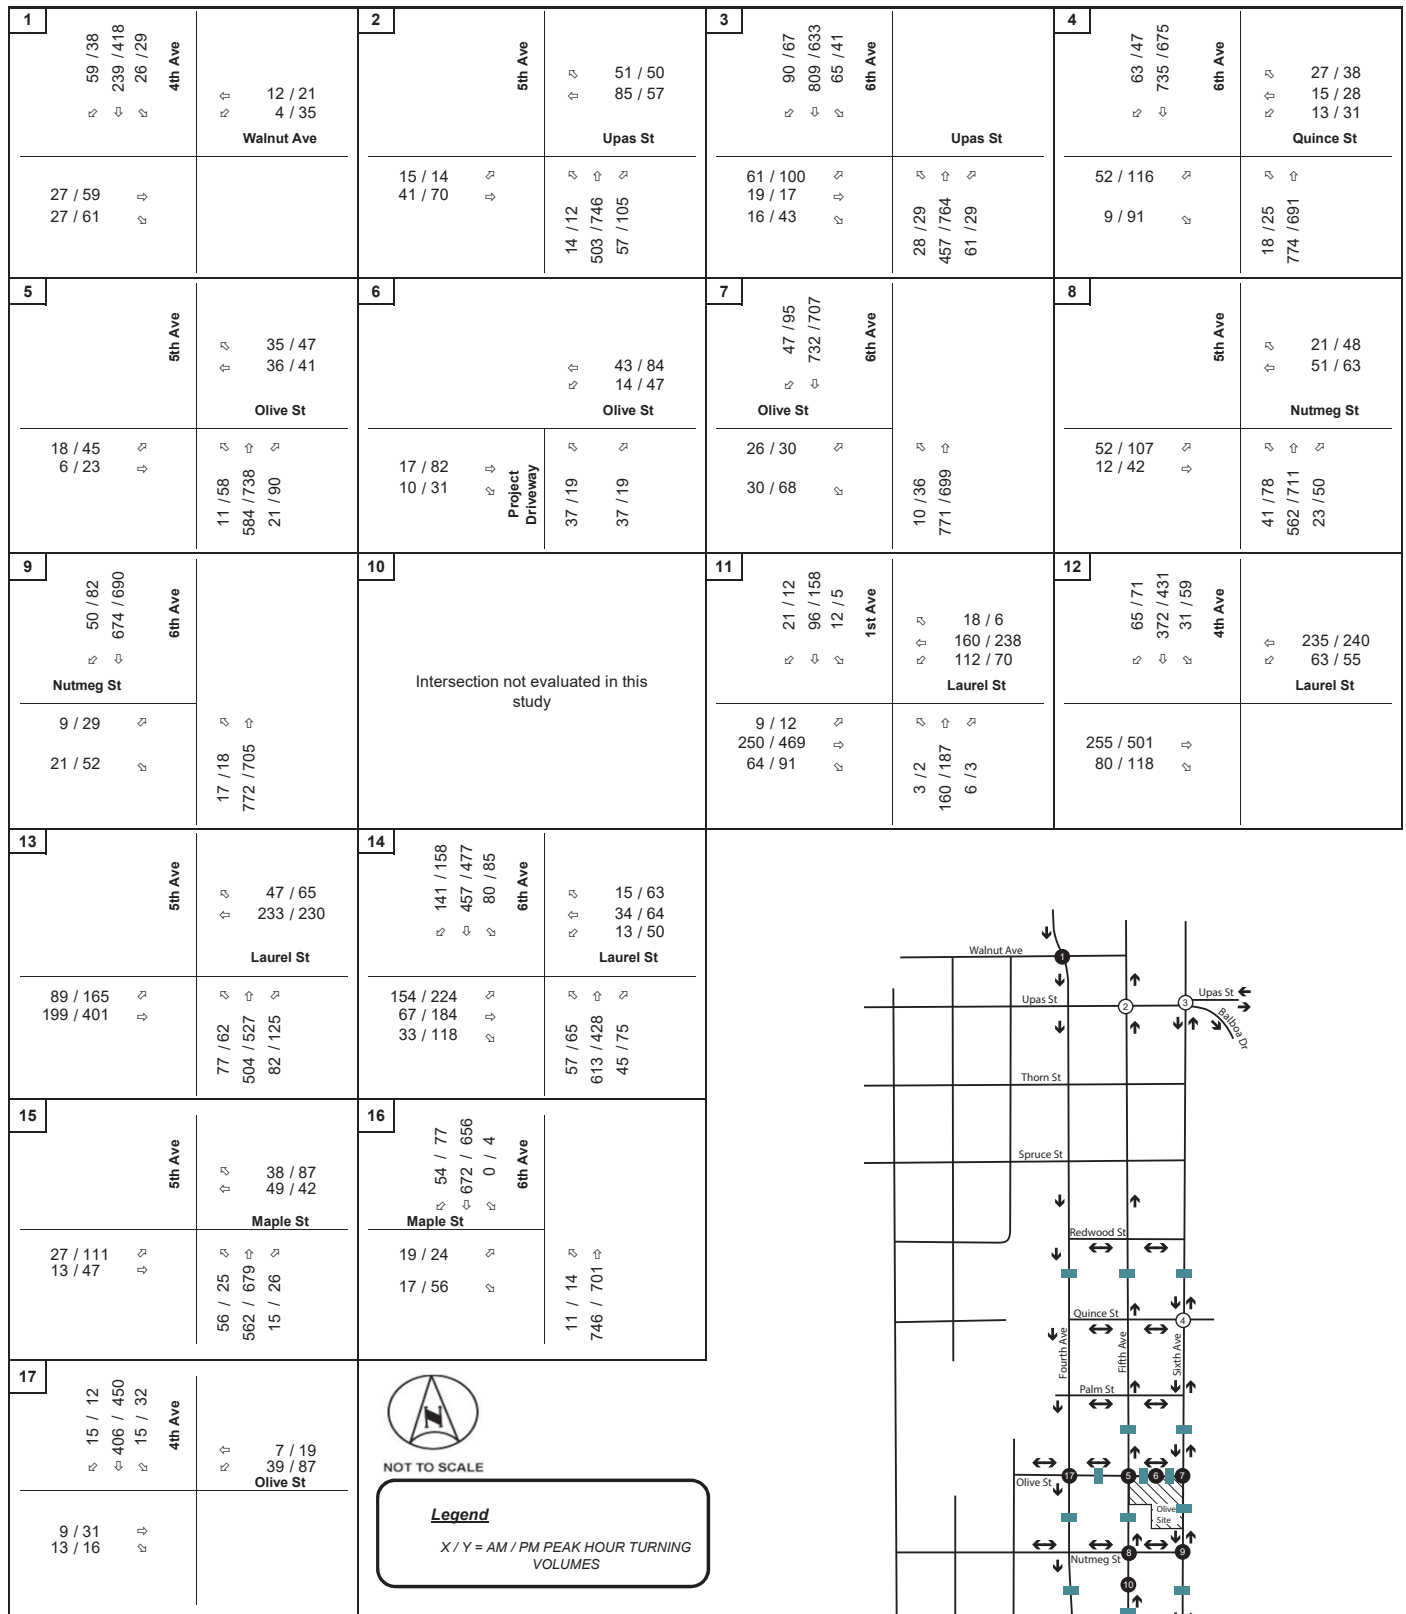 1
59 / 38
239 / 418
26 / 29
4th Ave
12 / 21
4 / 35
Walnut Ave
27 / 59
27 / 61
2
5th Ave
51 / 50
85 / 57
Upas St
15 / 14
41 / 70
14 / 12
503 / 746
57 / 105
3
90 / 67
809 / 633
65 / 41
6th Ave
Upas St
61 / 100
19 / 17
16 / 43
28 / 29
457 / 764
61 / 29
4
63 / 47
735 / 675
6th Ave
27 / 38
15 / 28
13 / 31
Quince St
52 / 116
9 / 91
18 / 25
774 / 691
5
5th Ave
35 / 47
36 / 41
Olive St
18 / 45
6 / 23
11 / 58
584 / 738
21 / 90
6
43 / 84
14 / 47
Olive St
17 / 82
10 / 31
Project
Driveway
37 / 19
37 / 19
7
47 / 95
732 / 707
6th Ave
Olive St
26 / 30
30 / 68
10 / 36
771 / 699
8
5th Ave
21 / 48
51 / 63
Nutmeg St
52 / 107
12 / 42
41 / 78
562 / 711
23 / 50
9
50 / 82
674 / 690
6th Ave
Nutmeg St
9 / 29
21 / 52
17 / 18
772 / 705
10
Intersection not evaluated in this
study
11
21 / 12
96 / 158
12 / 5
1st Ave
18 / 6
160 / 238
112 / 70
Laurel St
9 / 12
250 / 469
64 / 91
3 / 2
160 / 187
6 / 3
12
65 / 71
372 / 431
31 / 59
4th Ave
235 / 240
63 / 55
Laurel St
255 / 501
80 / 118
13
5th Ave
47 / 65
233 / 230
Laurel St
89 / 165
199 / 401
77 / 62
504 / 527
82 / 125
14
141 / 158
457 / 477
80 / 85
6th Ave
15 / 63
34 / 64
13 / 50
Laurel St
154 / 224
67 / 184
33 / 118
57 / 65
613 / 428
45 / 75
15
5th Ave
38 / 87
49 / 42
Maple St
27 / 111
13 / 47
56 / 25
562 / 679
15 / 26
16
54 / 77
672 / 656
0 / 4
6th Ave
Maple St
19 / 24
17 / 56
11 / 14
746 / 701
17
15 / 12
406 / 450
15 / 32
4th Ave
7 / 19
39 / 87
Olive St
9 / 31
13 / 16
N
NOT TO SCALE
Legend
X / Y = AM / PM PEAK HOUR TURNING
VOLUMES
Walnut Ave
1
Upas St
2
3
Upas St
Balboa Dr
Thorn St
Spruce St
Redwood St
Quince St
4
Fourth Ave
Fifth Ave
Sixth Ave
Palm St
Olive St
17
5
6
7
Olive
Site
Nutmeg St
8
9
10